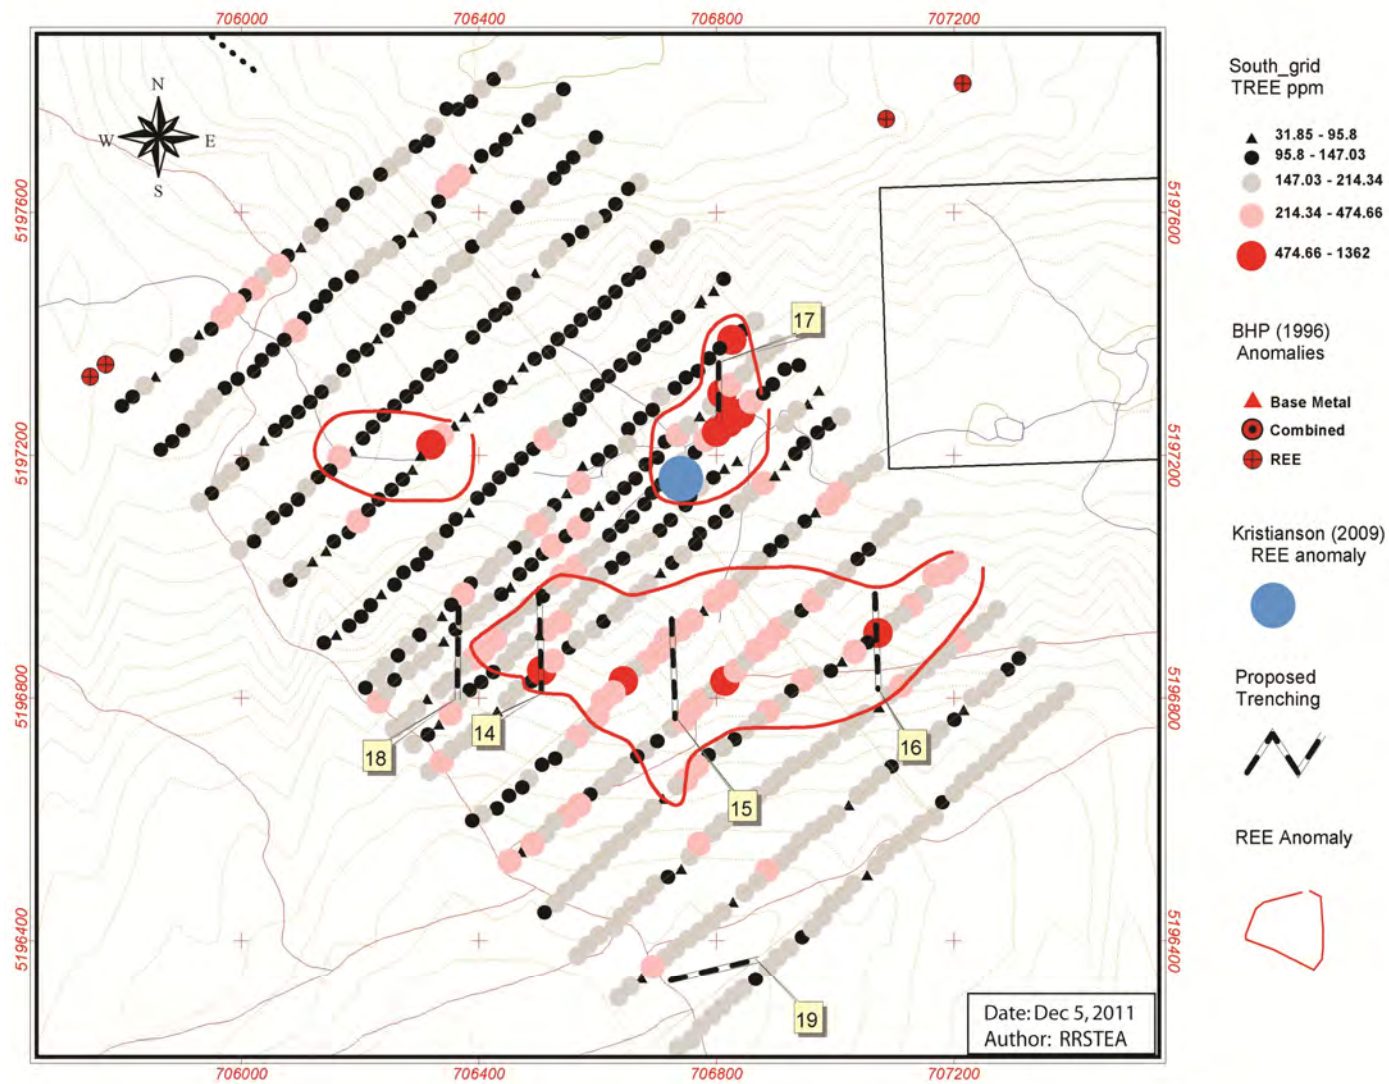 706000
706400
706800
707200
N
W
E
S
5197600
5197200
5196800
5196400
5197600
5197200
5196800
5196400
17
18
14
16
15
19
Date: Dec 5, 2011
Author: RRSTEA
706000
706400
706800
707200
South_grid
TREE ppm
31.85 - 95.8
95.8 - 147.03
147.03 - 214.34
214.34 - 474.66
474.66 - 1362
BHP (1996)
Anomalies
Base Metal
Combined
REE
Kristianson (2009)
REE anomaly
Proposed
Trenching
REE Anomaly